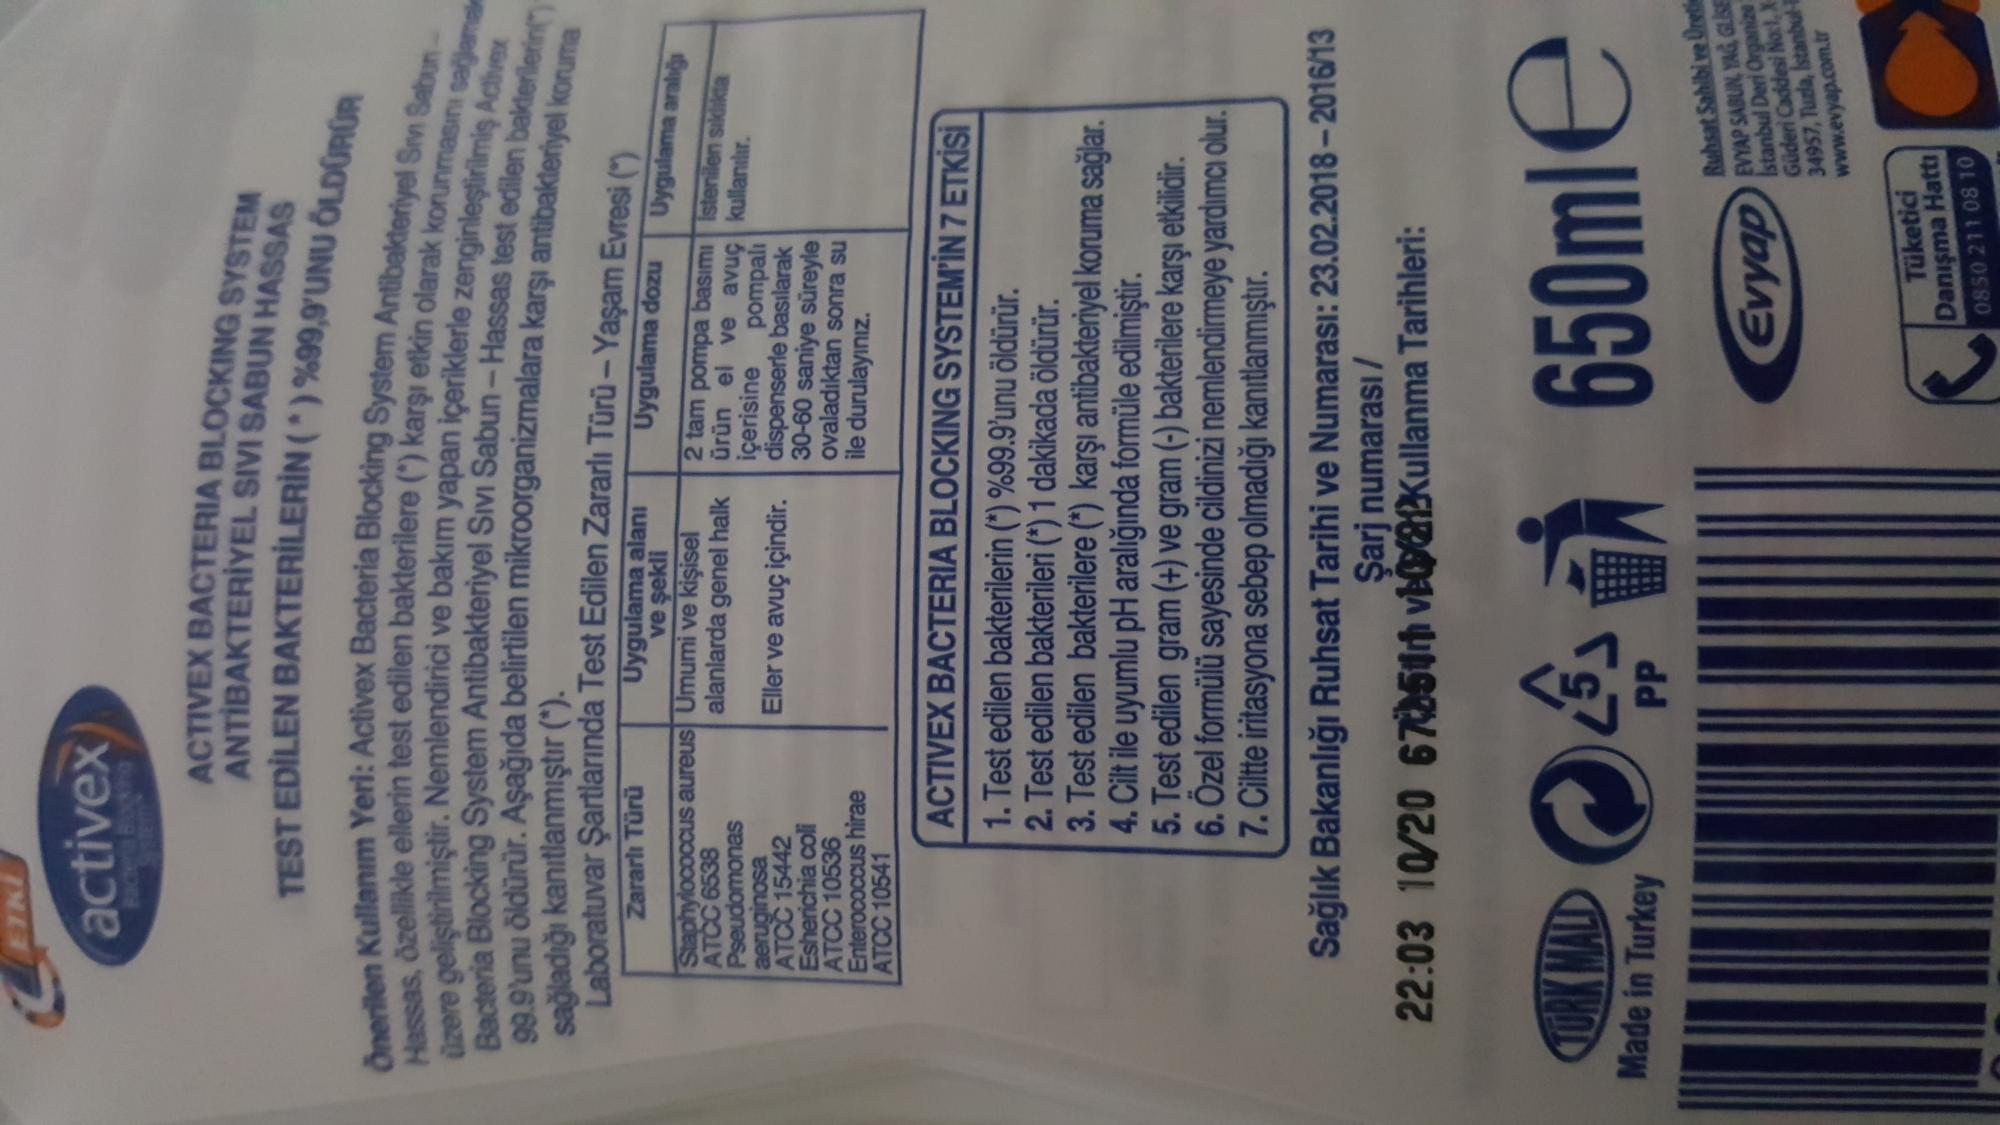 ETKİ
activex
ACTIVEX BACTERIA BLOCKING SYSTEM
ANTİBAKTERİYEL SIVI SABUN HASSAS
TEST EDİLEN BAKTERİLERİN ( * ) %99,9'UNU ÖLDÜRÜR
Önerilen Kullanım Yeri: Activex Bacteria Blocking System Antibakteriyel Sıvı Sabun –
Hassas, özellikle ellerin test edilen bakterilere (*) karşı etkin olarak korunmasını sağlamak
üzere geliştirilmiştir. Nemlendirici ve bakım yapan içeriklerle zenginleştirilmiş Activex
Bacteria Blocking System Antibakteriyel Sıvı Sabun – Hassas test edilen bakterilerin(*)
99.9'unu öldürür. Aşağıda belirtilen mikroorganizmalara karşı antibakteriyel koruma
sağladığı kanıtlanmıştır (*).
Laboratuvar Şartlarında Test Edilen Zararlı Türü – Yaşam Evresi (*)
Zararlı Türü
Staphylococcus aureus
ATCC 6538
Pseudomonas
aeruginosa
ATCC 15442
Esherichia coli
ATCC 10536
Enterococcus hirae
ATCC 10541
Uygulama alanı
ve şekli
Umumi ve kişisel
alanlarda genel halk
Eller ve avuç içindir.
Uygulama dozu
2 tam pompa basımı
ürün el ve avuç
içerisine pompalı
dispenserle basılarak
30-60 saniye süreyle
ovaladıktan sonra su
ile durulayınız.
Uygulama aralığı
İstenilen sıklıkta
kullanılır.
ACTIVEX BACTERIA BLOCKING SYSTEM'İN 7 ETKİSİ
1. Test edilen bakterilerin (*) %99.9'unu öldürür.
2. Test edilen bakterileri (*) 1 dakikada öldürür.
3. Test edilen bakterilere (*) karşı antibakteriyel koruma sağlar.
4. Cilt ile uyumlu pH aralığında formüle edilmiştir.
5. Test edilen gram (+) ve gram (-) bakterilere karşı etkilidir.
6. Özel formülü sayesinde cildinizi nemlendirmeye yardımcı olur.
7. Ciltte iritasyona sebep olmadığı kanıtlanmıştır.
Sağlık Bakanlığı Ruhsat Tarihi ve Numarası: 23.02.2018 – 2016/13
Şarj numarası /
Kullanma Tarihleri:
22:03 10/20
TÜRK MALI
Made in Turkey
5
PP
650ml e
Evyap
Ruhsat Sahibi ve Üretici
EVYAP SABUN, YAĞ, GLİSE
İstanbul Deri Organize
Güderi Caddesi No:1, X
34957, Tuzla, İstanbul-
www.evyap.com.tr
Tüketici
Danışma Hattı
0850 211 08 10